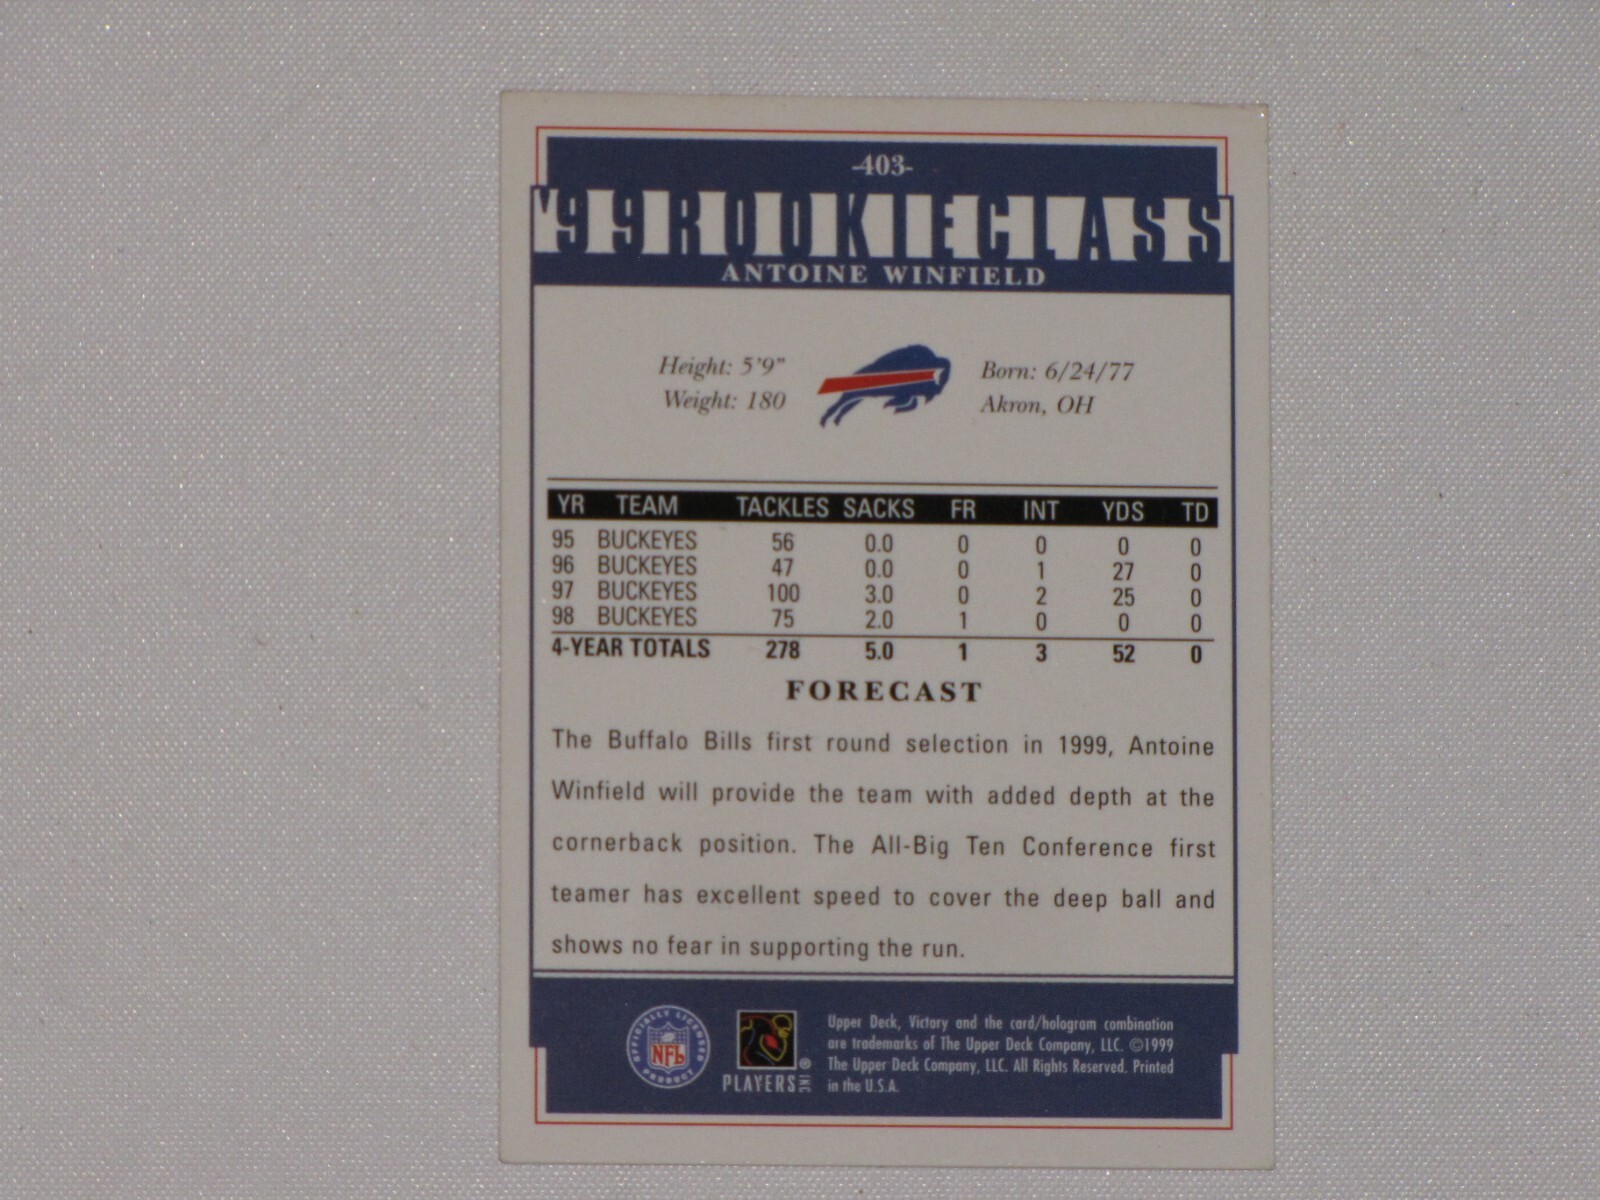 -403-
'99 ROOKIE CLASS
ANTOINE WINFIELD
Height: 5'9"
Weight: 180
Born: 6/24/77
Akron, OH
YR TEAM TACKLES SACKS FR INT YDS TD
95 BUCKEYES 56 0.0 0 0 0 0
96 BUCKEYES 47 0.0 0 1 27 0
97 BUCKEYES 100 3.0 0 2 25 0
98 BUCKEYES 75 2.0 1 0 0 0
4-YEAR TOTALS 278 5.0 1 3 52 0
FORECAST
The Buffalo Bills first round selection in 1999, Antoine
Winfield will provide the team with added depth at the
cornerback position. The All-Big Ten Conference first
teamer has excellent speed to cover the deep ball and
shows no fear in supporting the run.
OFFICIALLY LICENSED
NFL
PRODUCT
PLAYERS INC ®
Upper Deck, Victory and the card/hologram combination
are trademarks of The Upper Deck Company, LLC. ©1999
The Upper Deck Company, LLC. All Rights Reserved. Printed
in the U.S.A.